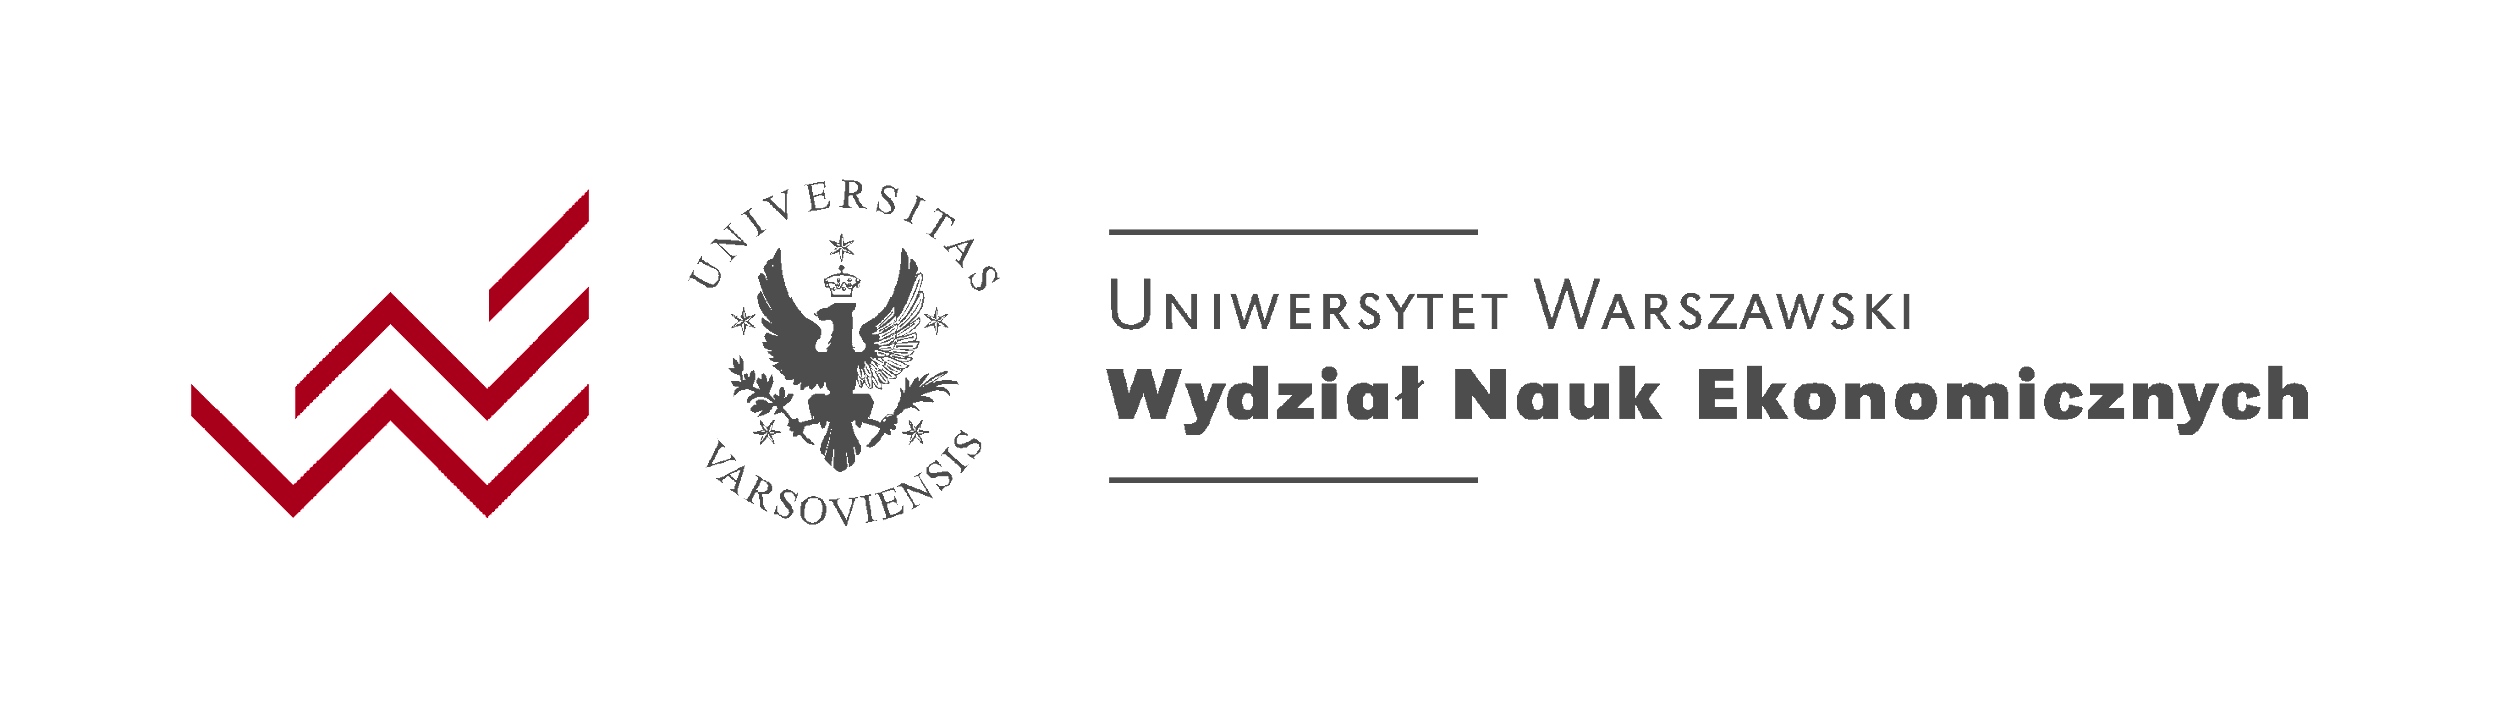 UNIVERSITAS
VARSOVIENSIS
UNIWERSYTET WARSZAWSKI
Wydział Nauk Ekonomicznych